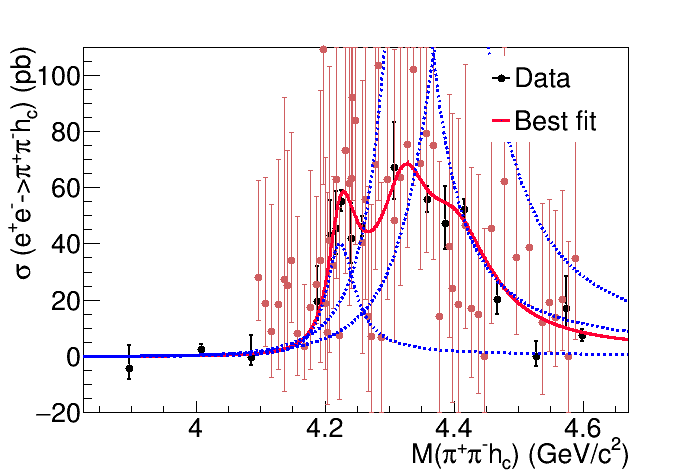 σ (e⁺e⁻->π⁺π⁻h_c) (pb)
100
80
60
40
20
0
−20
Data
Best fit
4
4.2
4.4
4.6
M(π⁺π⁻h_c) (GeV/c²)